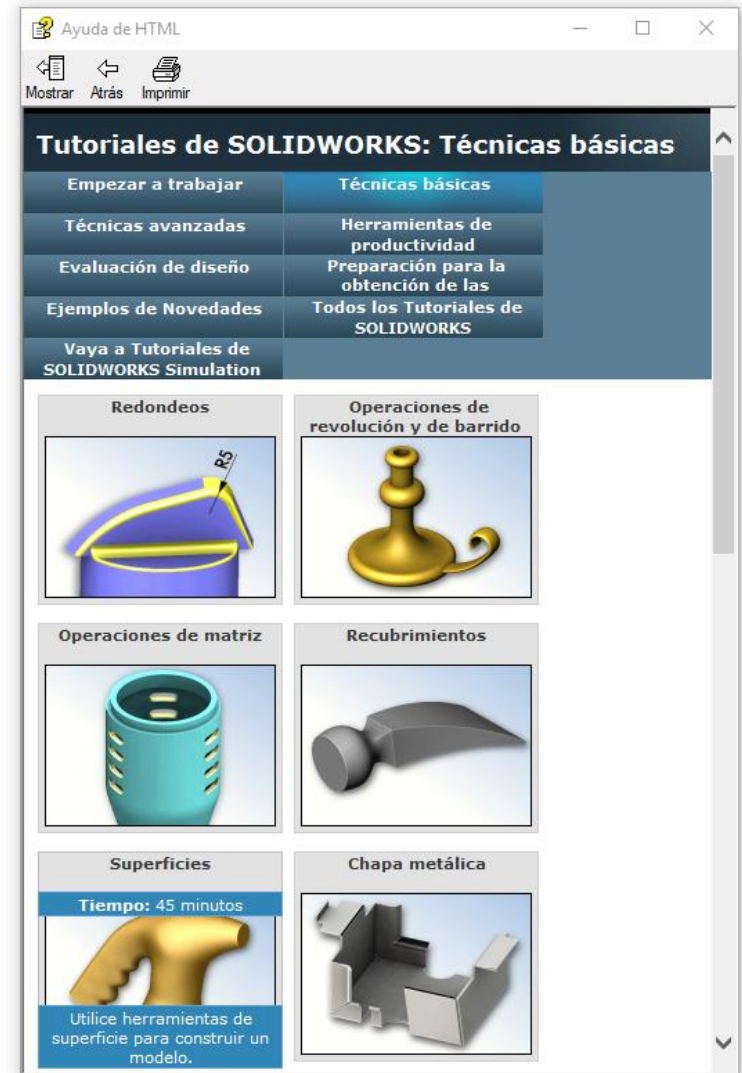 Ayuda de HTML
Mostrar Atrás Imprimir
Tutoriales de SOLIDWORKS: Técnicas básicas
Empezar a trabajar
Técnicas básicas
Técnicas avanzadas
Herramientas de
productividad
Evaluación de diseño
Preparación para la
obtención de las
Ejemplos de Novedades
Todos los Tutoriales de
SOLIDWORKS
Vaya a Tutoriales de
SOLIDWORKS Simulation
Redondeos
R5
Operaciones de
revolución y de barrido
Operaciones de matriz
Recubrimientos
Superficies
Tiempo: 45 minutos
Utilice herramientas de
superficie para construir un
modelo.
Chapa metálica